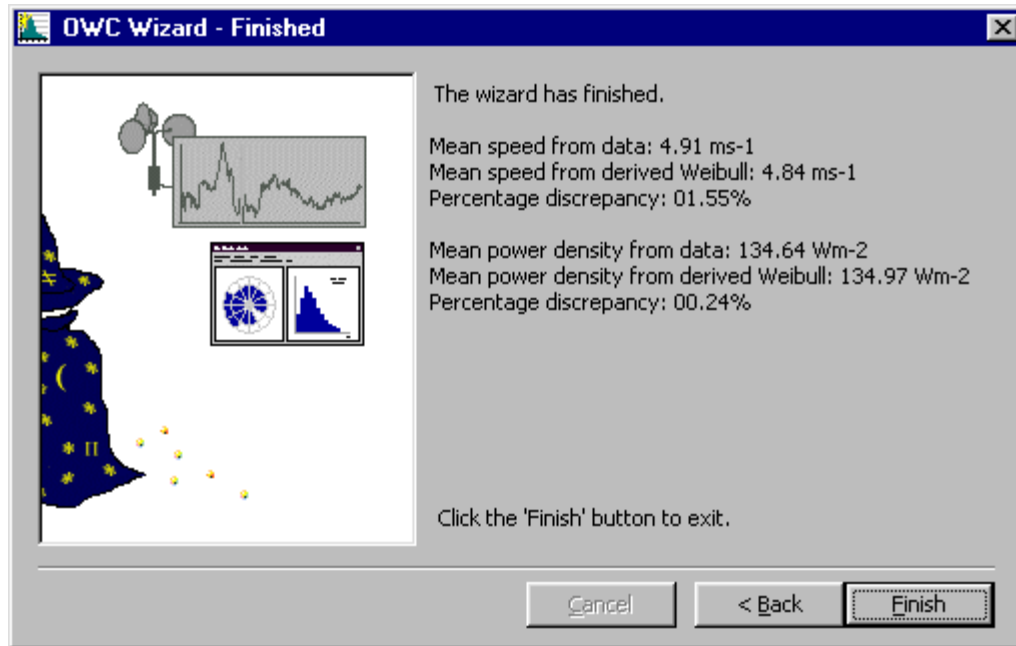 OWC Wizard - Finished
The wizard has finished.
Mean speed from data: 4.91 ms-1
Mean speed from derived Weibull: 4.84 ms-1
Percentage discrepancy: 01.55%
Mean power density from data: 134.64 Wm-2
Mean power density from derived Weibull: 134.97 Wm-2
Percentage discrepancy: 00.24%
Click the 'Finish' button to exit.
Cancel
< Back
Finish